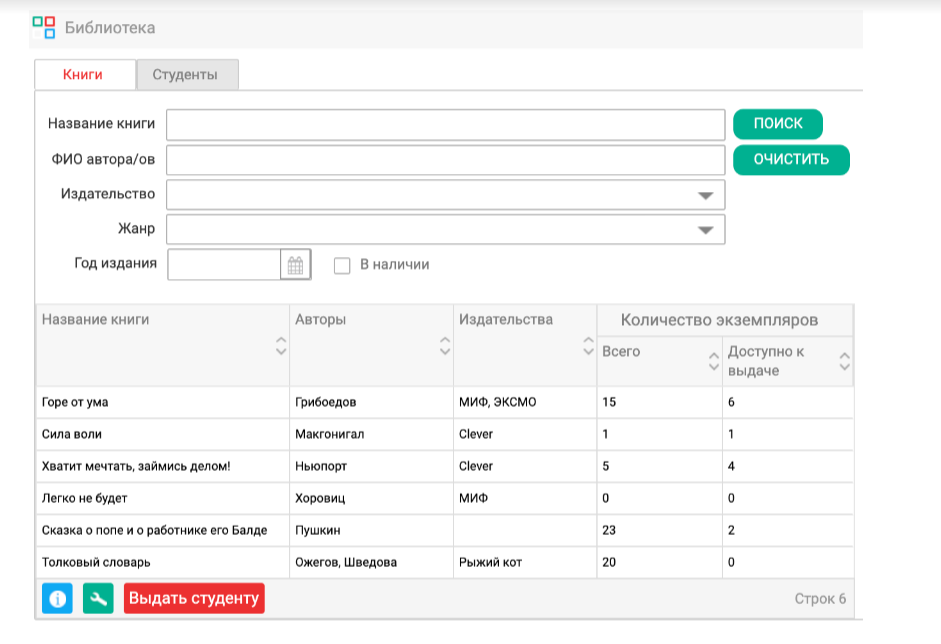 Библиотека
Книги Студенты
Название книги ПОИСК
ФИО автора/ов ОЧИСТИТЬ
Издательство
Жанр
Год издания В наличии
Название книги Авторы Издательства Количество экземпляров
Всего Доступно к выдаче
Горе от ума Грибоедов МИФ, ЭКСМО 15 6
Сила воли Макгонигал Clever 1 1
Хватит мечтать, займись делом! Ньюпорт Clever 5 4
Легко не будет Хоровиц МИФ 0 0
Сказка о попе и о работнике его Балде Пушкин 23 2
Толковый словарь Ожегов, Шведова Рыжий кот 20 0
Выдать студенту Строк 6